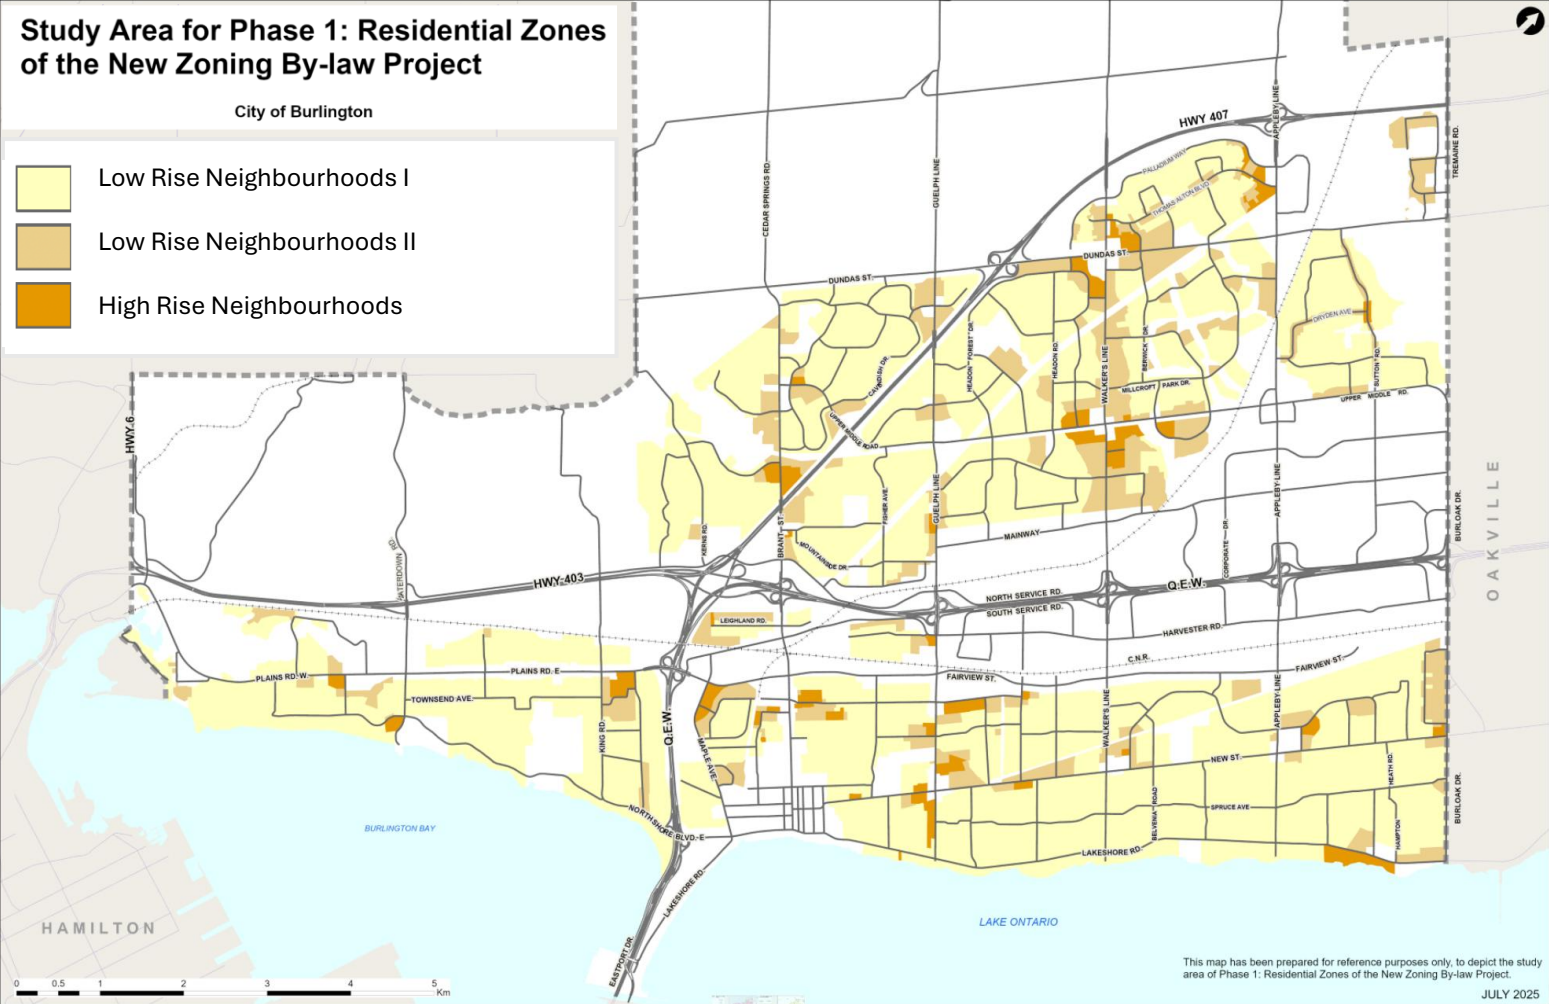 Study Area for Phase 1: Residential Zones
of the New Zoning By-law Project
City of Burlington
Low Rise Neighbourhoods I
Low Rise Neighbourhoods II
High Rise Neighbourhoods
HWY 407
APPLEBY LINE
TREMAINE RD.
PALLADIUM WAY
THOMAS ALTON BLVD
CEDAR SPRINGS RD.
GUELPH LINE
DUNDAS ST.
DUNDAS ST.
DRYDEN AVE
HEADON FOREST DR.
HEADON RD.
WALKER'S LINE
BERWICK DR.
MILLCROFT PARK DR.
SUTTON RD.
UPPER MIDDLE RD.
CAVENDISH DR.
UPPER MIDDLE ROAD
HWY.6
KERNS RD.
BRANT ST.
FISHER AVE.
GUELPH LINE
MAINWAY
MOUNTAINSIDE DR.
CORPORATE DR.
APPLEBY LINE
BURLOAK DR.
OAKVILLE
WATERDOWN RD.
HWY 403
Q.E.W.
NORTH SERVICE RD.
SOUTH SERVICE RD.
LEIGHLAND RD.
HARVESTER RD.
C.N.R.
FAIRVIEW ST.
FAIRVIEW ST.
PLAINS RD. W.
PLAINS RD. E
TOWNSEND AVE.
KING RD.
Q.E.W.
MAPLE AVE.
WALKER'S LINE
APPLEBY LINE
NEW ST.
HEATH RD.
BURLOAK DR.
BELVENIA ROAD
SPRUCE AVE
HAMPTON
LAKESHORE RD.
NORTH SHORE BLVD. E
LAKESHORE RD.
EASTPORT DR.
BURLINGTON BAY
LAKE ONTARIO
HAMILTON
0 0.5 1 2 3 4 5
Km
This map has been prepared for reference purposes only, to depict the study
area of Phase 1: Residential Zones of the New Zoning By-law Project.
JULY 2025